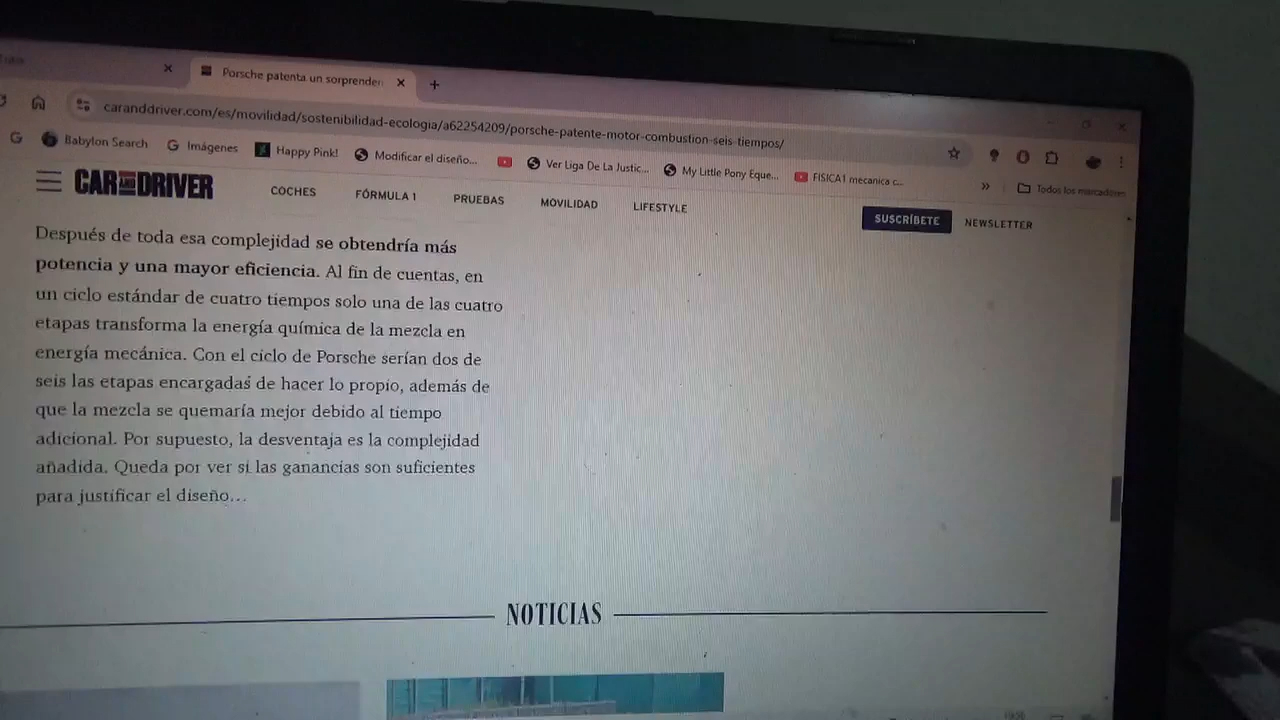 Porsche patenta un sorprenden
caranddriver.com/es/movilidad/sostenibilidad-ecologia/a62254209/porsche-patente-motor-combustion-seis-tiempos/
Babylon Search
Imágenes
Happy Pink!
Modificar el diseño...
Ver Liga De La Justic...
My Little Pony Eque...
FISICA1 mecanica c...
Todos los marcadores
CAR AND DRIVER
COCHES
FÓRMULA 1
PRUEBAS
MOVILIDAD
LIFESTYLE
SUSCRÍBETE
NEWSLETTER
Después de toda esa complejidad se obtendría más
potencia y una mayor eficiencia. Al fin de cuentas, en
un ciclo estándar de cuatro tiempos solo una de las cuatro
etapas transforma la energía química de la mezcla en
energía mecánica. Con el ciclo de Porsche serían dos de
seis las etapas encargadas de hacer lo propio, además de
que la mezcla se quemaría mejor debido al tiempo
adicional. Por supuesto, la desventaja es la complejidad
añadida. Queda por ver si las ganancias son suficientes
para justificar el diseño...
NOTICIAS